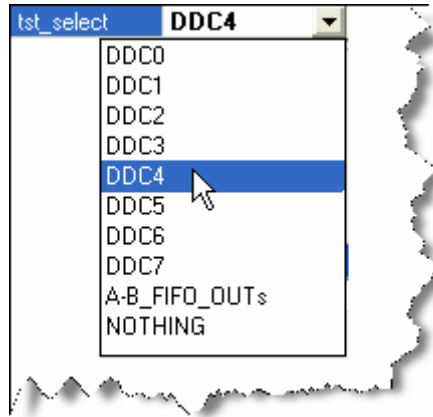 tst_select DDC4
DDC0
DDC1
DDC2
DDC3
DDC4
DDC5
DDC6
DDC7
A-B_FIFO_OUTs
NOTHING